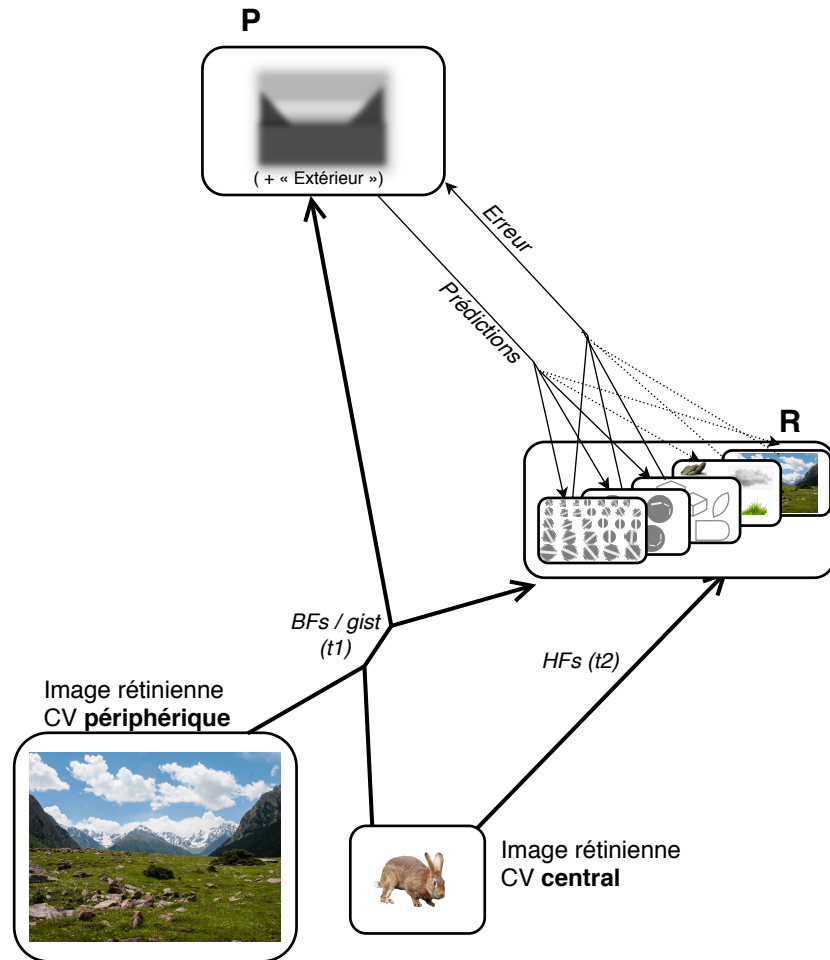 P
( + « Extérieur »)
Erreur
Prédictions
R
BFs / gist
(t1)
HFs (t2)
Image rétinienne
CV périphérique
Image rétinienne
CV central